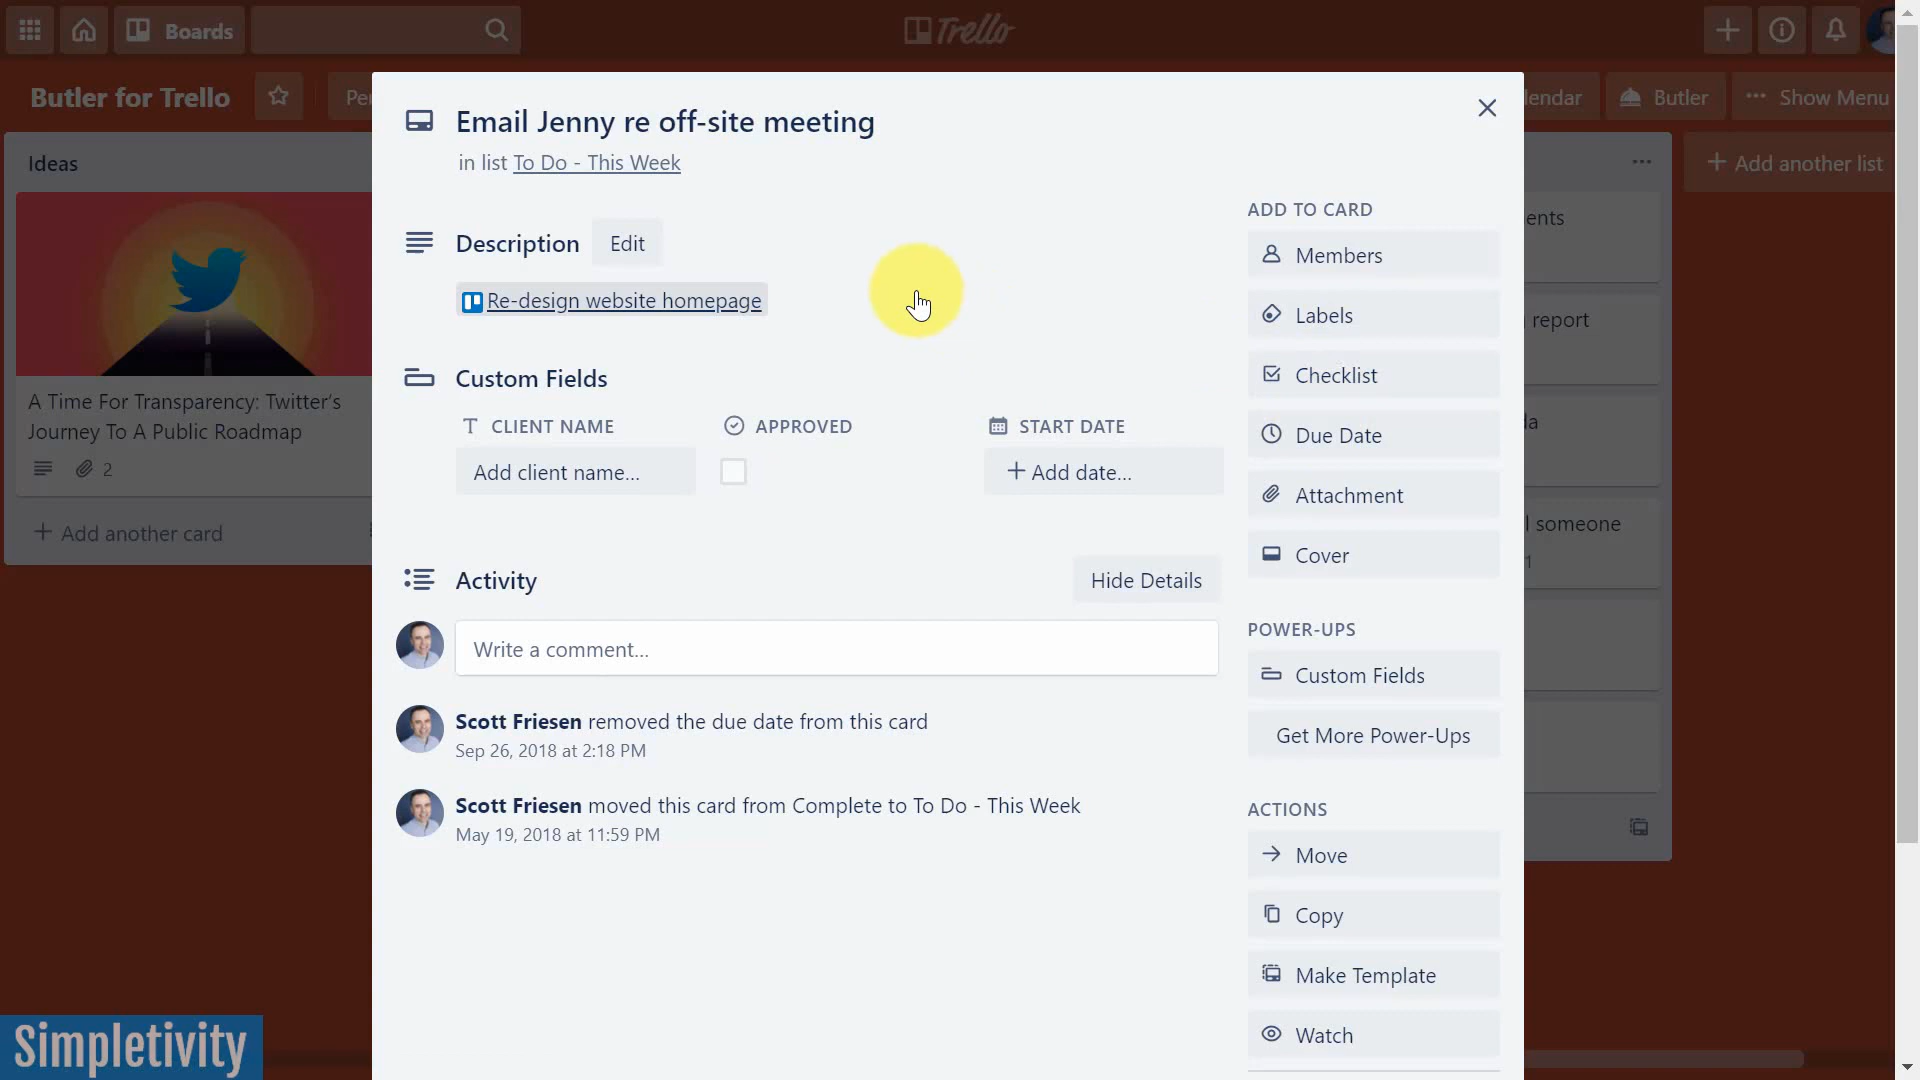 Boards
Trello
Butler for Trello
Butler
Show Menu
Ideas
A Time For Transparency: Twitter's
Journey To A Public Roadmap
2
+ Add another card
Email Jenny re off-site meeting
in list To Do - This Week
Description
Edit
Re-design website homepage
Custom Fields
CLIENT NAME
APPROVED
START DATE
Add client name...
+ Add date...
Activity
Hide Details
Write a comment...
Scott Friesen removed the due date from this card
Sep 26, 2018 at 2:18 PM
Scott Friesen moved this card from Complete to To Do - This Week
May 19, 2018 at 11:59 PM
ADD TO CARD
Members
Labels
Checklist
Due Date
Attachment
Cover
POWER-UPS
Custom Fields
Get More Power-Ups
ACTIONS
Move
Copy
Make Template
Watch
+ Add another list
report
someone
1
Simpletivity